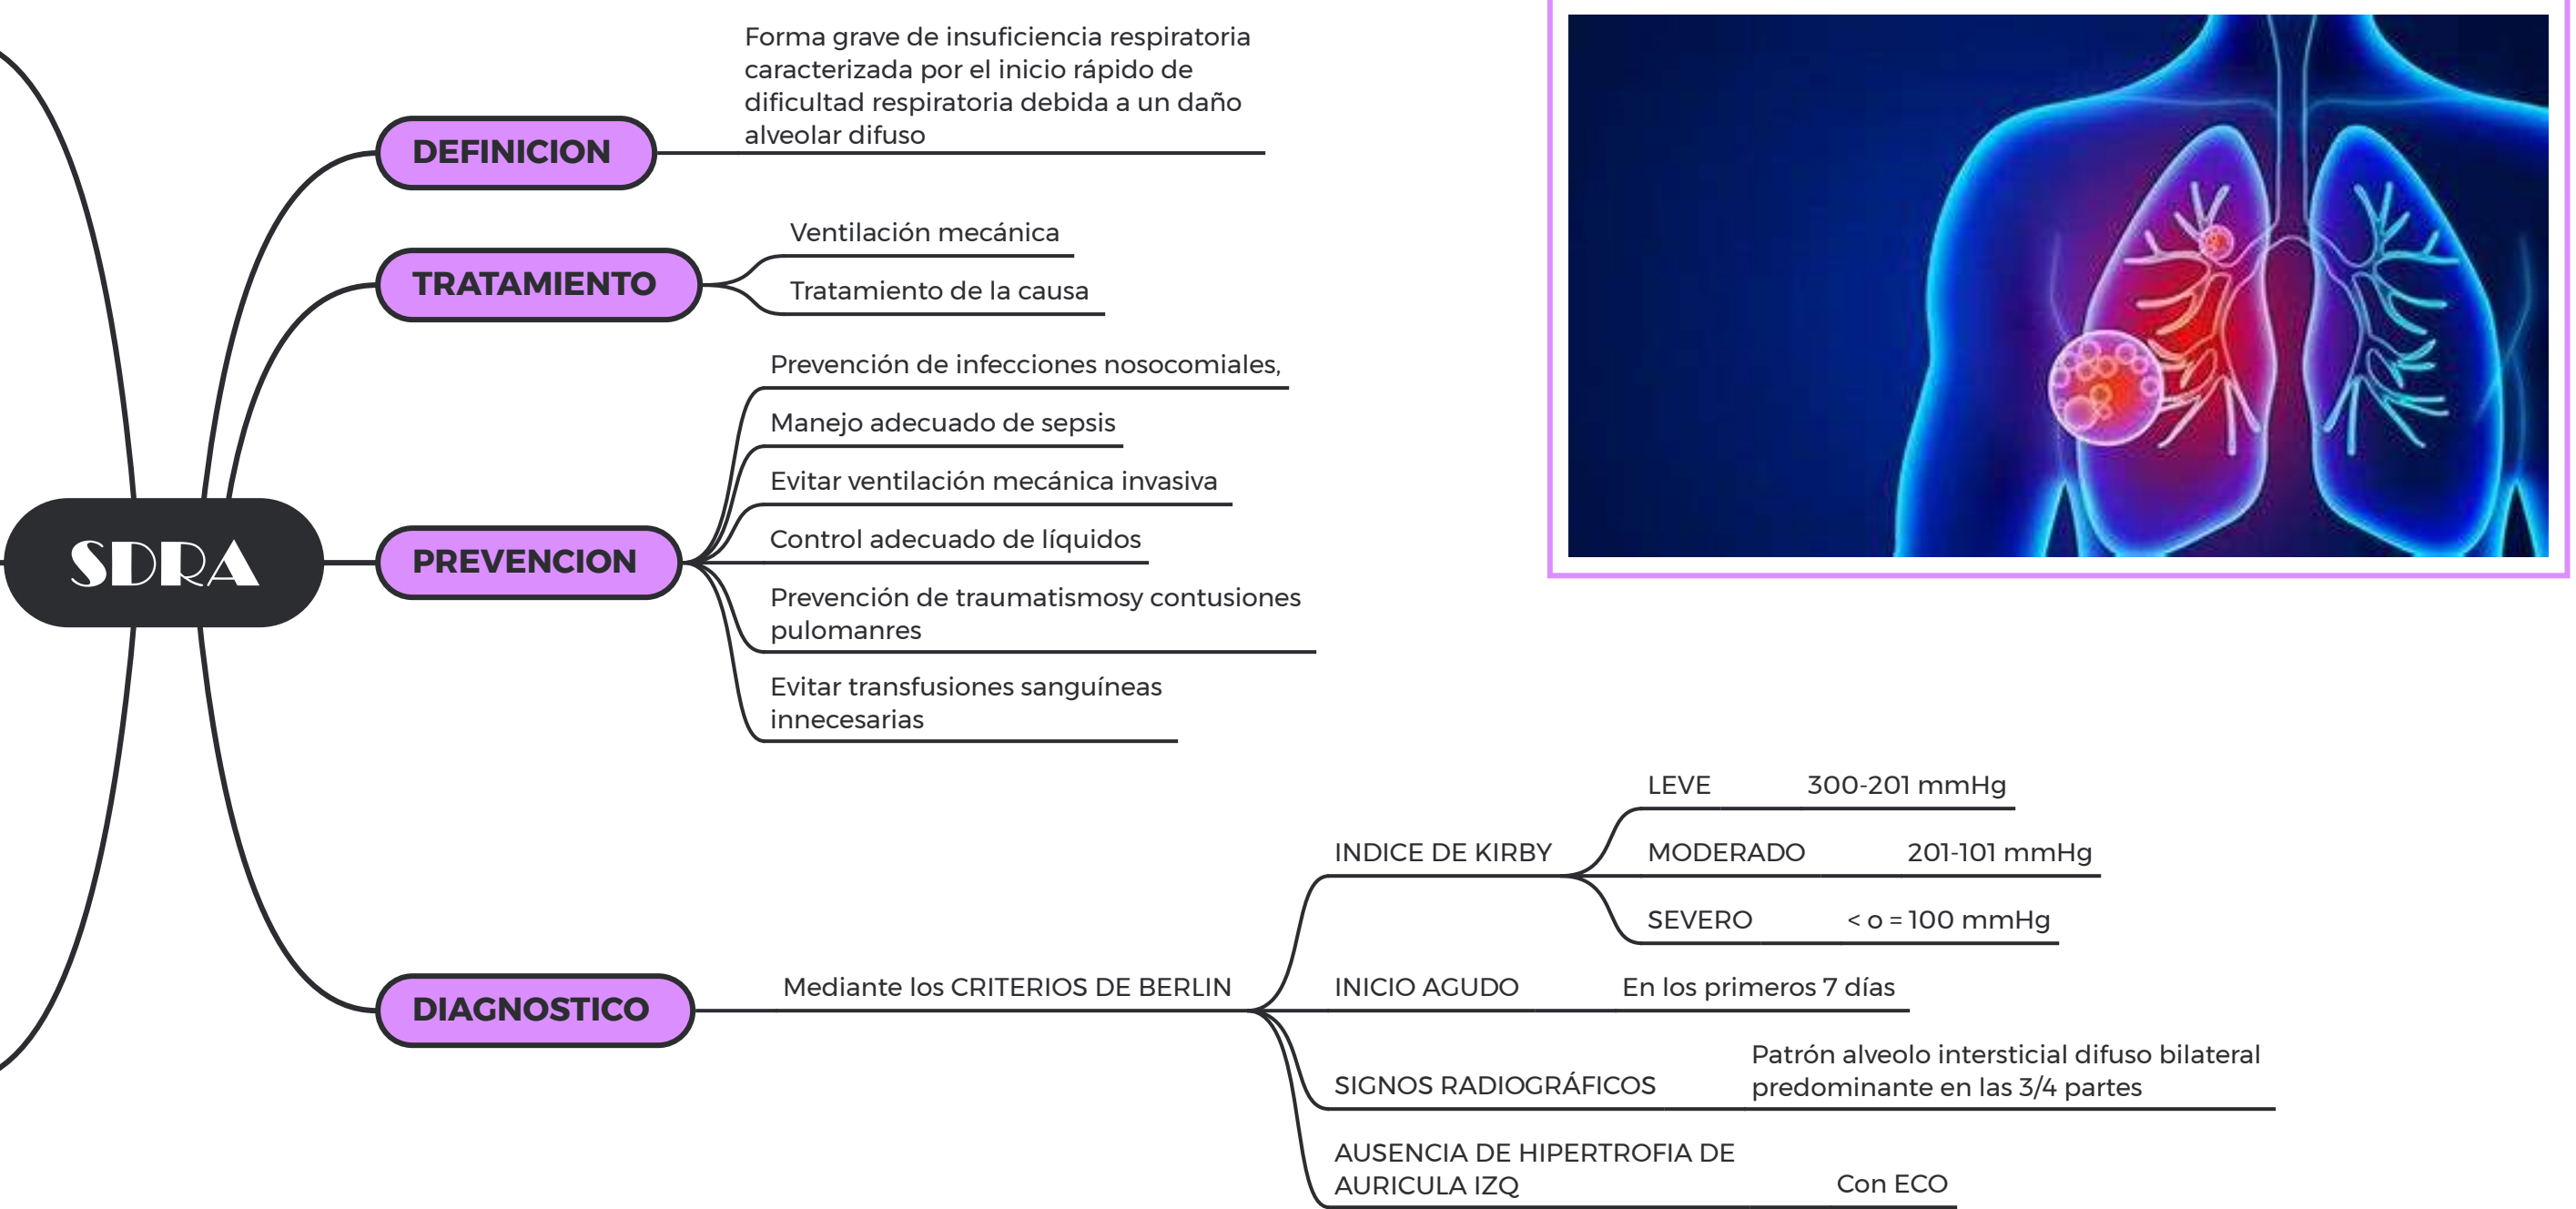 SDRA
DEFINICION
Forma grave de insuficiencia respiratoria
caracterizada por el inicio rápido de
dificultad respiratoria debida a un daño
alveolar difuso
TRATAMIENTO
Ventilación mecánica
Tratamiento de la causa
PREVENCION
Prevención de infecciones nosocomiales,
Manejo adecuado de sepsis
Evitar ventilación mecánica invasiva
Control adecuado de líquidos
Prevención de traumatismosy contusiones
pulomanres
Evitar transfusiones sanguíneas
innecesarias
DIAGNOSTICO
Mediante los CRITERIOS DE BERLIN
INDICE DE KIRBY
LEVE 300-201 mmHg
MODERADO 201-101 mmHg
SEVERO < o = 100 mmHg
INICIO AGUDO En los primeros 7 días
SIGNOS RADIOGRÁFICOS
Patrón alveolo intersticial difuso bilateral
predominante en las 3/4 partes
AUSENCIA DE HIPERTROFIA DE
AURICULA IZQ
Con ECO